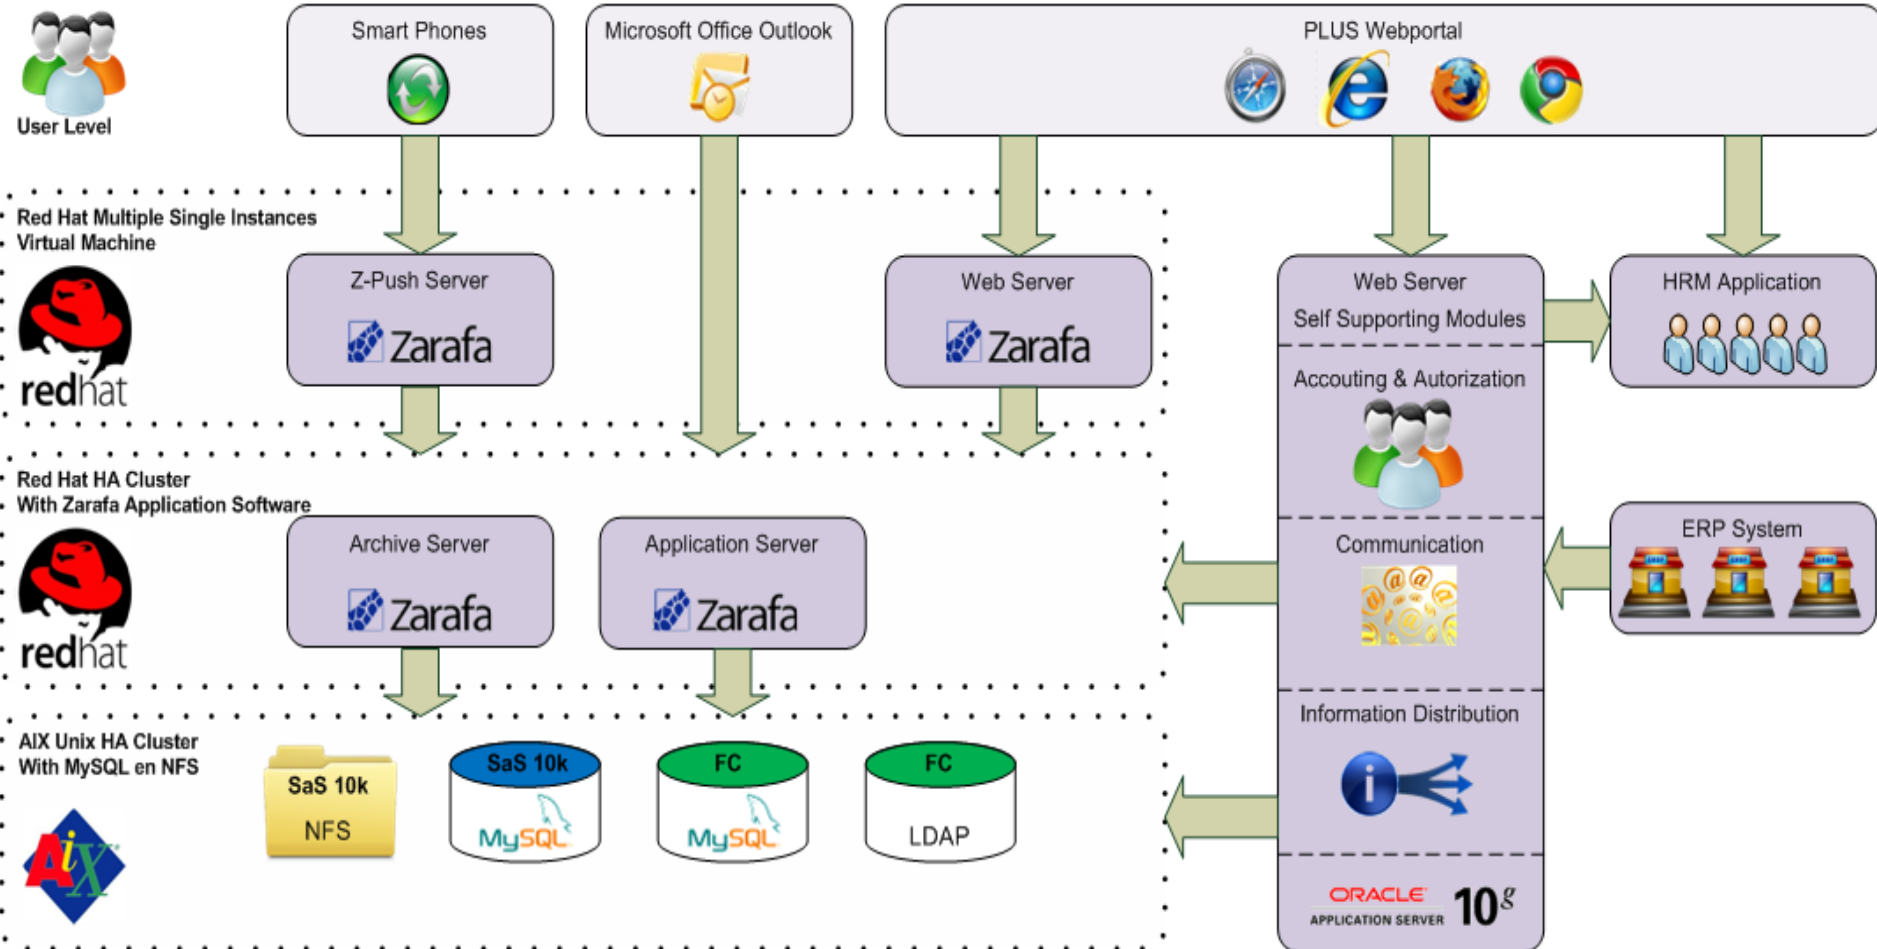 Smart Phones
Microsoft Office Outlook
PLUS Webportal
User Level
Red Hat Multiple Single Instances
Virtual Machine
redhat
Z-Push Server
Zarafa
Web Server
Zarafa
Web Server
Self Supporting Modules
HRM Application
Accouting & Autorization
Red Hat HA Cluster
With Zarafa Application Software
redhat
Archive Server
Zarafa
Application Server
Zarafa
Communication
ERP System
AIX Unix HA Cluster
With MySQL en NFS
AiX
SaS 10k
NFS
SaS 10k
MySQL
FC
MySQL
FC
LDAP
Information Distribution
ORACLE
APPLICATION SERVER 10g